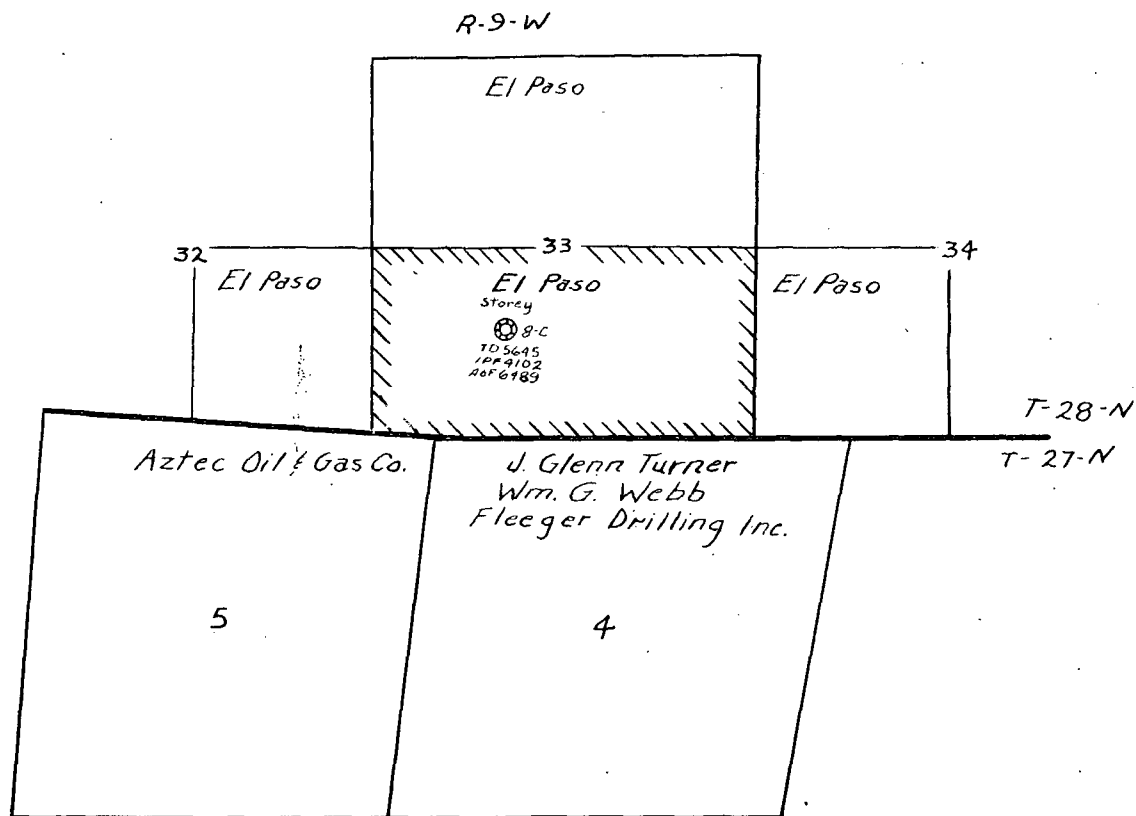 R-9-W
El Paso
32
33
34
El Paso
El Paso
El Paso
Storey
8-C
TD 5645
IPF 4102
AOF 6489
T-28-N
T-27-N
Aztec Oil & Gas Co.
J. Glenn Turner
Wm. G. Webb
Fleeger Drilling Inc.
5
4